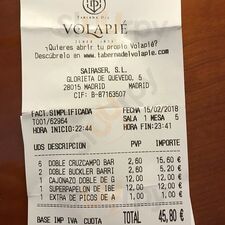 TABERNA DEL
VOLAPIÉ
¿Quieres abrir tu propio Volapié?
Descúbrelo en www.tabernadelvolapie.com
SAIRASER, S.L.
GLORIETA DE QUEVEDO, 5
28015 MADRID MADRID
CIF: B-87163507
FACT.SIMPLIFICADA FECHA 15/02/2018
T001/62954 SALA 1 MESA 5
HORA INICIO:22:44 HORA FIN:23:41
UDS DESCRIPCIÓN PVP IMPORTE
6 DOBLE CRUZCAMPO BAR 2,60 15,60 €
2 DOBLE BUCKLER BARRI 2,60 5,20 €
1 CAJONAZO DOBLE DE G 12,00 12,00 €
1 SUPERPAPELON DE IBE 12,00 12,00 €
1 EXTRA DE PICOS DE A 1,00 1,00 €
BASE IMP IVA CUOTA TOTAL 45,80 €